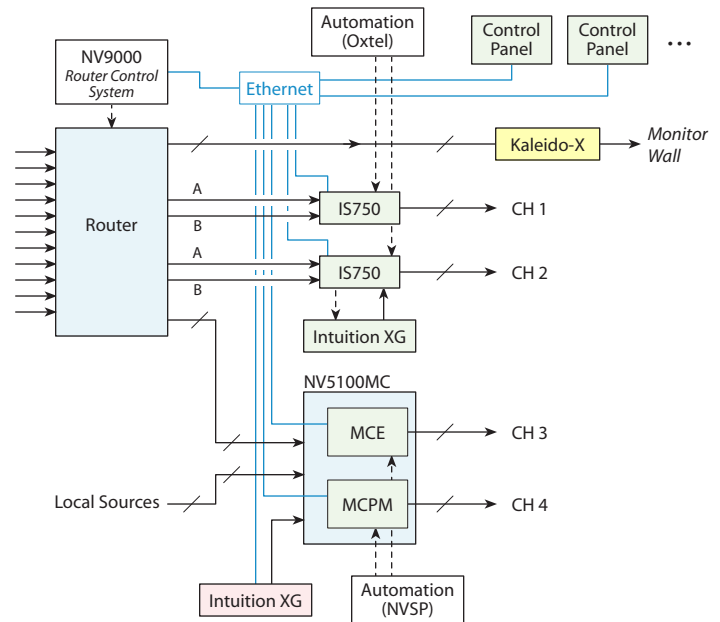 Automation
(Oxtel)
Control
Panel
Control
Panel
...
NV9000
Router Control
System
Ethernet
Kaleido-X
Monitor
Wall
Router
A
IS750
CH 1
B
A
IS750
CH 2
B
Intuition XG
NV5100MC
MCE
CH 3
Local Sources
MCPM
CH 4
Intuition XG
Automation
(NVSP)